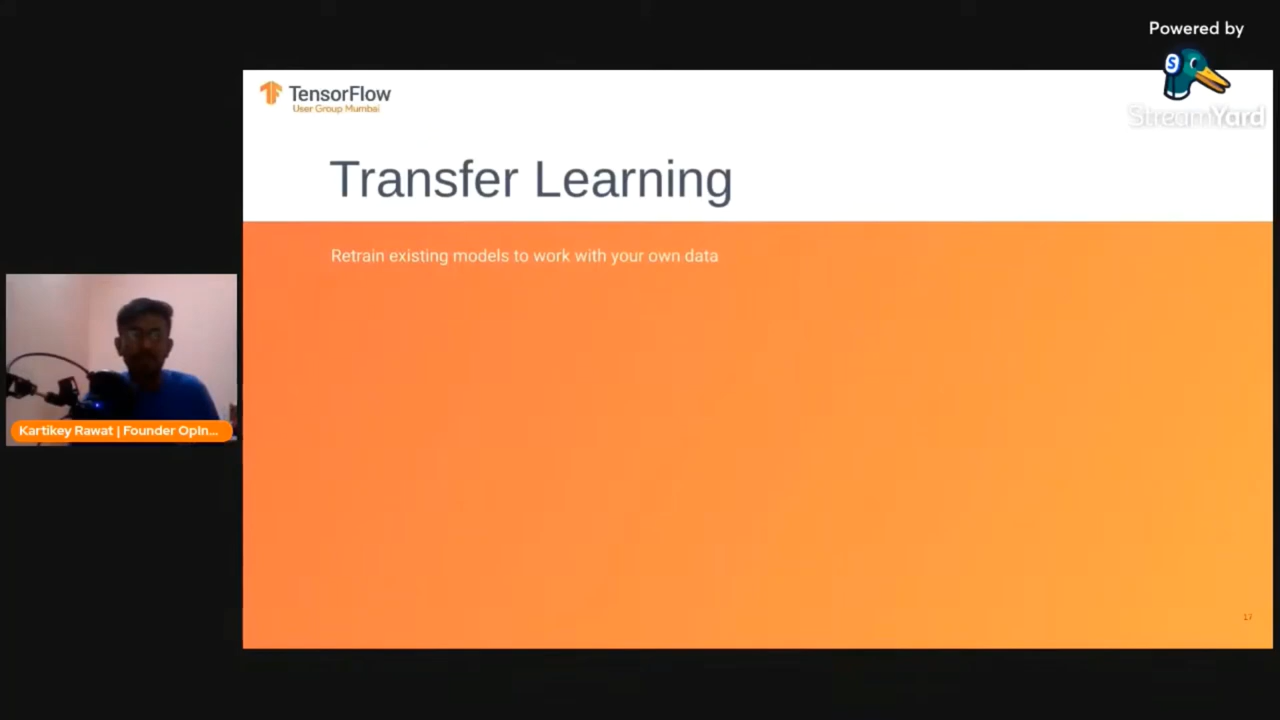 Powered by
StreamYard
TensorFlow
User Group Mumbai
Transfer Learning
Retrain existing models to work with your own data
Kartikey Rawat | Founder OpIn...
17